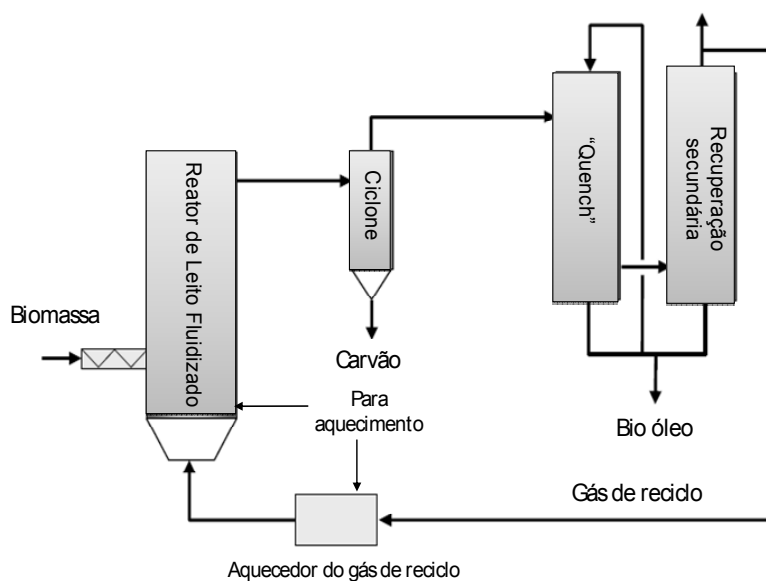 Biomassa
Reator de Leito Fluidizado
Ciclone
Carvão
Para
aquecimento
"Quench"
Recuperação
secundária
Bio óleo
Gás de reciclo
Aquecedor do gás de reciclo